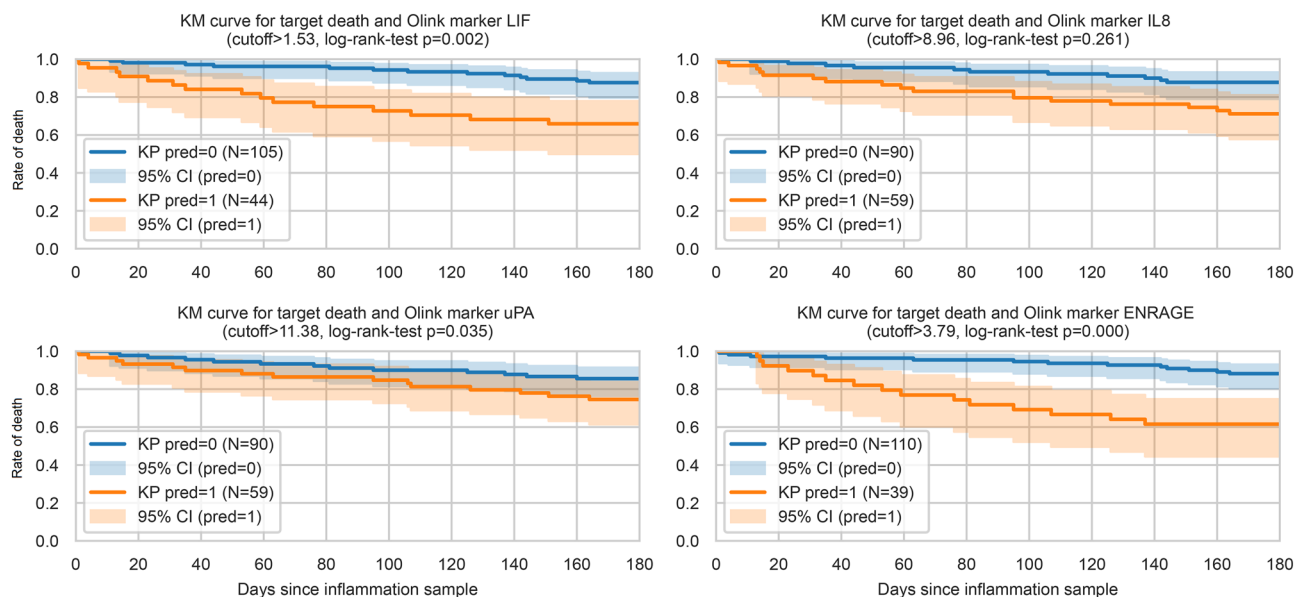 KM curve for target death and Olink marker LIF
(cutoff>1.53, log-rank-test p=0.002)
Rate of death
1.0
0.8
0.6
0.4
0.2
0.0
KP pred=0 (N=105)
95% CI (pred=0)
KP pred=1 (N=44)
95% CI (pred=1)
0 20 40 60 80 100 120 140 160 180
KM curve for target death and Olink marker IL8
(cutoff>8.96, log-rank-test p=0.261)
1.0
0.8
0.6
0.4
0.2
0.0
KP pred=0 (N=90)
95% CI (pred=0)
KP pred=1 (N=59)
95% CI (pred=1)
0 20 40 60 80 100 120 140 160 180
KM curve for target death and Olink marker uPA
(cutoff>11.38, log-rank-test p=0.035)
Rate of death
1.0
0.8
0.6
0.4
0.2
0.0
KP pred=0 (N=90)
95% CI (pred=0)
KP pred=1 (N=59)
95% CI (pred=1)
0 20 40 60 80 100 120 140 160 180
Days since inflammation sample
KM curve for target death and Olink marker ENRAGE
(cutoff>3.79, log-rank-test p=0.000)
1.0
0.8
0.6
0.4
0.2
0.0
KP pred=0 (N=110)
95% CI (pred=0)
KP pred=1 (N=39)
95% CI (pred=1)
0 20 40 60 80 100 120 140 160 180
Days since inflammation sample